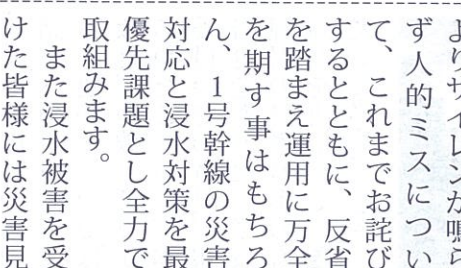 よりサイレンが鳴ら
ず人的ミスについ
て、これまでお詫び
するとともに、反省
を踏まえ運用に万全
を期す事はもちろ
ん、1号幹線の災害
対応と浸水対策を最
優先課題とし全力で
取組みます。
また浸水被害を受
けた皆様には災害見